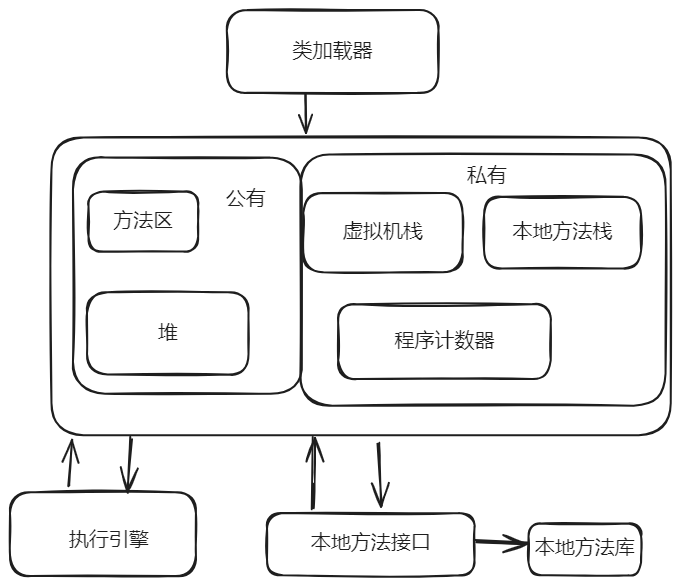 类加载器
私有
公有
方法区
虚拟机栈
本地方法栈
堆
程序计数器
执行引擎
本地方法接口
本地方法库